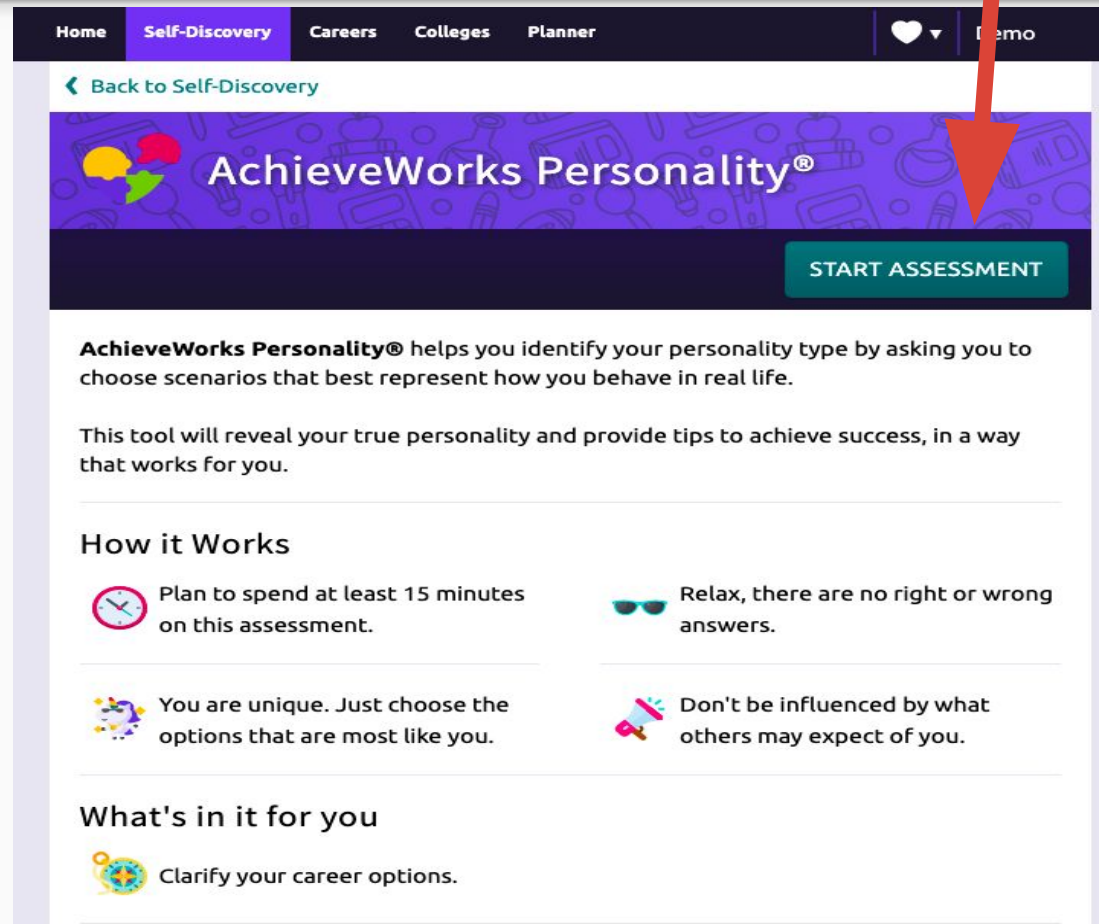 Home Self-Discovery Careers Colleges Planner Demo
Back to Self-Discovery
AchieveWorks Personality®
START ASSESSMENT
AchieveWorks Personality® helps you identify your personality type by asking you to
choose scenarios that best represent how you behave in real life.
This tool will reveal your true personality and provide tips to achieve success, in a way
that works for you.
How it Works
Plan to spend at least 15 minutes
on this assessment.
Relax, there are no right or wrong
answers.
You are unique. Just choose the
options that are most like you.
Don't be influenced by what
others may expect of you.
What's in it for you
Clarify your career options.